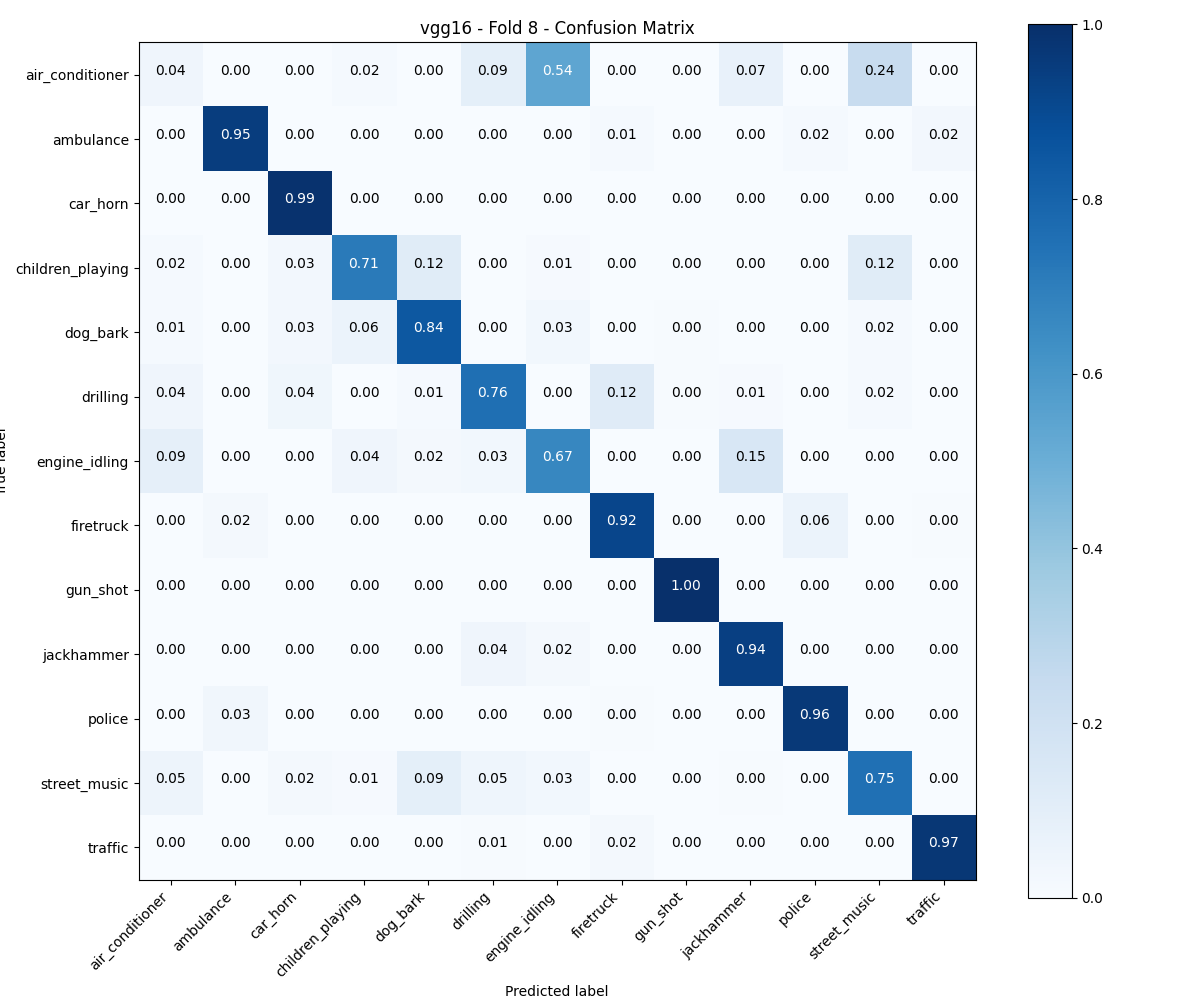 vgg16 - Fold 8 - Confusion Matrix
air_conditioner 0.04 0.00 0.00 0.02 0.00 0.09 0.54 0.00 0.00 0.07 0.00 0.24 0.00
ambulance 0.00 0.95 0.00 0.00 0.00 0.00 0.00 0.01 0.00 0.00 0.02 0.00 0.02
car_horn 0.00 0.00 0.99 0.00 0.00 0.00 0.00 0.00 0.00 0.00 0.00 0.00 0.00
children_playing 0.02 0.00 0.03 0.71 0.12 0.00 0.01 0.00 0.00 0.00 0.00 0.12 0.00
dog_bark 0.01 0.00 0.03 0.06 0.84 0.00 0.03 0.00 0.00 0.00 0.00 0.02 0.00
drilling 0.04 0.00 0.04 0.00 0.01 0.76 0.00 0.12 0.00 0.01 0.00 0.02 0.00
engine_idling 0.09 0.00 0.00 0.04 0.02 0.03 0.67 0.00 0.00 0.15 0.00 0.00 0.00
firetruck 0.00 0.02 0.00 0.00 0.00 0.00 0.00 0.92 0.00 0.00 0.06 0.00 0.00
gun_shot 0.00 0.00 0.00 0.00 0.00 0.00 0.00 0.00 1.00 0.00 0.00 0.00 0.00
jackhammer 0.00 0.00 0.00 0.00 0.00 0.04 0.02 0.00 0.00 0.94 0.00 0.00 0.00
police 0.00 0.03 0.00 0.00 0.00 0.00 0.00 0.00 0.00 0.00 0.96 0.00 0.00
street_music 0.05 0.00 0.02 0.01 0.09 0.05 0.03 0.00 0.00 0.00 0.00 0.75 0.00
traffic 0.00 0.00 0.00 0.00 0.00 0.01 0.00 0.02 0.00 0.00 0.00 0.00 0.97
air_conditioner
ambulance
car_horn
children_playing
dog_bark
drilling
engine_idling
firetruck
gun_shot
jackhammer
police
street_music
traffic
Predicted label
1.0
0.8
0.6
0.4
0.2
0.0